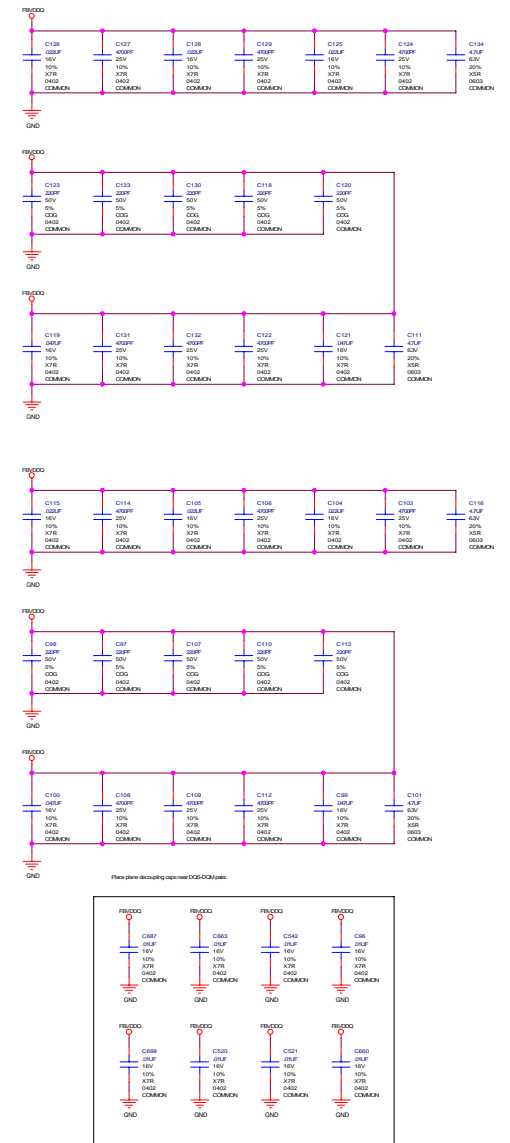 FBVDDQ
C126
.022UF
16V
10%
X7R
0402
COMMON
C127
4700PF
25V
10%
X7R
0402
COMMON
C128
.022UF
16V
10%
X7R
0402
COMMON
C129
4700PF
25V
10%
X7R
0402
COMMON
C125
.022UF
16V
10%
X7R
0402
COMMON
C124
4700PF
25V
10%
X7R
0402
COMMON
C134
4.7UF
6.3V
20%
X5R
0603
COMMON
GND
FBVDDQ
C123
220PF
50V
5%
COG
0402
COMMON
C133
220PF
50V
5%
COG
0402
COMMON
C130
220PF
50V
5%
COG
0402
COMMON
C118
220PF
50V
5%
COG
0402
COMMON
C120
220PF
50V
5%
COG
0402
COMMON
GND
FBVDDQ
C119
.047UF
16V
10%
X7R
0402
COMMON
C131
4700PF
25V
10%
X7R
0402
COMMON
C132
4700PF
25V
10%
X7R
0402
COMMON
C122
4700PF
25V
10%
X7R
0402
COMMON
C121
.047UF
16V
10%
X7R
0402
COMMON
C111
4.7UF
6.3V
20%
X5R
0603
COMMON
GND
FBVDDQ
C115
.022UF
16V
10%
X7R
0402
COMMON
C114
4700PF
25V
10%
X7R
0402
COMMON
C105
.022UF
16V
10%
X7R
0402
COMMON
C106
4700PF
25V
10%
X7R
0402
COMMON
C104
.022UF
16V
10%
X7R
0402
COMMON
C103
4700PF
25V
10%
X7R
0402
COMMON
C116
4.7UF
6.3V
20%
X5R
0603
COMMON
GND
FBVDDQ
C98
220PF
50V
5%
COG
0402
COMMON
C97
220PF
50V
5%
COG
0402
COMMON
C107
220PF
50V
5%
COG
0402
COMMON
C110
220PF
50V
5%
COG
0402
COMMON
C113
220PF
50V
5%
COG
0402
COMMON
GND
FBVDDQ
C100
.047UF
16V
10%
X7R
0402
COMMON
C108
4700PF
25V
10%
X7R
0402
COMMON
C109
4700PF
25V
10%
X7R
0402
COMMON
C112
4700PF
25V
10%
X7R
0402
COMMON
C99
.047UF
16V
10%
X7R
0402
COMMON
C101
4.7UF
6.3V
20%
X5R
0603
COMMON
GND
Place plane decoupling caps near DQS-DQM pairs.
FBVDDQ
C687
.01UF
16V
10%
X7R
0402
COMMON
GND
FBVDDQ
C663
.01UF
16V
10%
X7R
0402
COMMON
GND
FBVDDQ
C542
.01UF
16V
10%
X7R
0402
COMMON
GND
FBVDDQ
C96
.01UF
16V
10%
X7R
0402
COMMON
GND
FBVDDQ
C688
.01UF
16V
10%
X7R
0402
COMMON
GND
FBVDDQ
C520
.01UF
16V
10%
X7R
0402
COMMON
GND
FBVDDQ
C521
.01UF
16V
10%
X7R
0402
COMMON
GND
FBVDDQ
C660
.01UF
16V
10%
X7R
0402
COMMON
GND